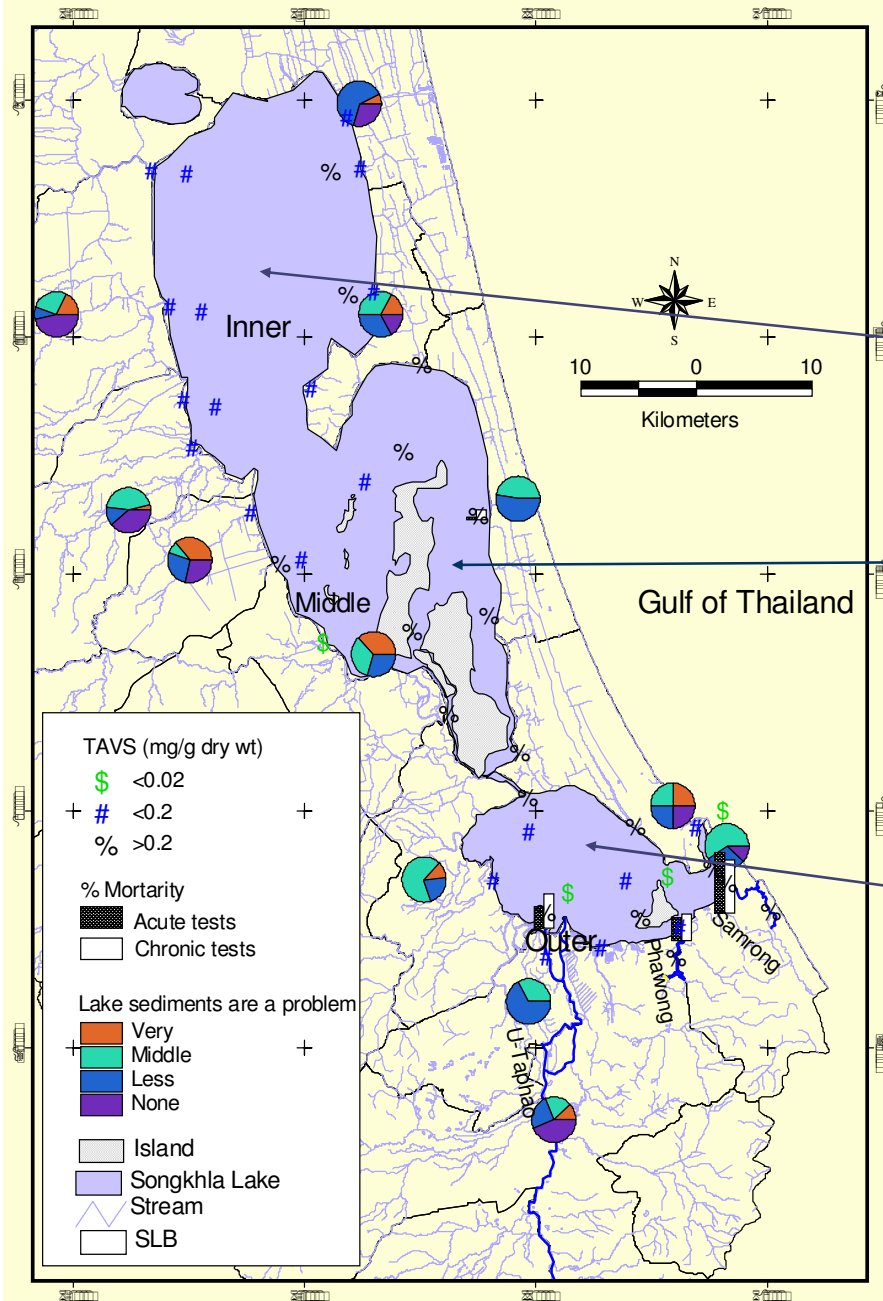 N
W E
S
10 0 10
Kilometers
Inner
Middle
Gulf of Thailand
Outer
Phawong
Samrong
U-Taphao
TAVS (mg/g dry wt)
$ <0.02
# <0.2
% >0.2
% Mortarity
Acute tests
Chronic tests
Lake sediments are a problem
Very
Middle
Less
None
Island
Songkhla Lake
Stream
SLB